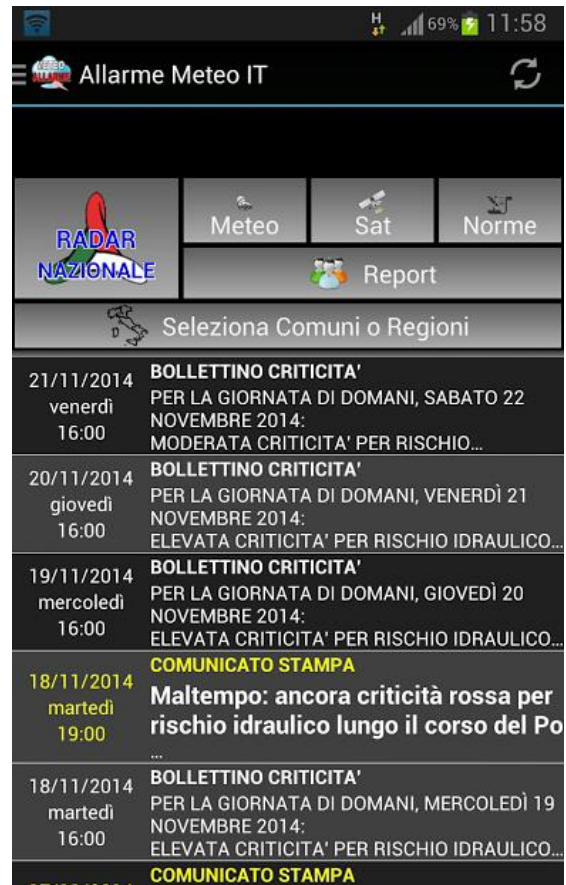 H 69% 11:58
METEO
ALLARME
Allarme Meteo IT
RADAR
NAZIONALE
Meteo
Sat
Norme
Report
Seleziona Comuni o Regioni
21/11/2014
venerdì
16:00
BOLLETTINO CRITICITA'
PER LA GIORNATA DI DOMANI, SABATO 22
NOVEMBRE 2014:
MODERATA CRITICITA' PER RISCHIO...
20/11/2014
giovedì
16:00
BOLLETTINO CRITICITA'
PER LA GIORNATA DI DOMANI, VENERDÌ 21
NOVEMBRE 2014:
ELEVATA CRITICITA' PER RISCHIO IDRAULICO...
19/11/2014
mercoledì
16:00
BOLLETTINO CRITICITA'
PER LA GIORNATA DI DOMANI, GIOVEDÌ 20
NOVEMBRE 2014:
ELEVATA CRITICITA' PER RISCHIO IDRAULICO...
18/11/2014
martedì
19:00
COMUNICATO STAMPA
Maltempo: ancora criticità rossa per
rischio idraulico lungo il corso del Po
...
18/11/2014
martedì
16:00
BOLLETTINO CRITICITA'
PER LA GIORNATA DI DOMANI, MERCOLEDÌ 19
NOVEMBRE 2014:
ELEVATA CRITICITA' PER RISCHIO IDRAULICO...
COMUNICATO STAMPA